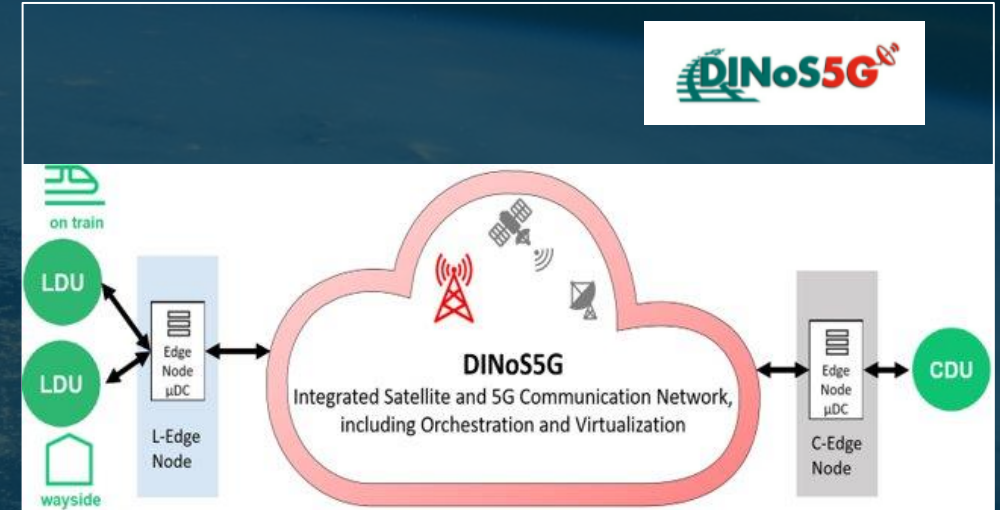 DINoS5G
on train
LDU
LDU
wayside
Edge
Node
µDC
L-Edge
Node
DINoS5G
Integrated Satellite and 5G Communication Network,
including Orchestration and Virtualization
Edge
Node
µDC
C-Edge
Node
CDU